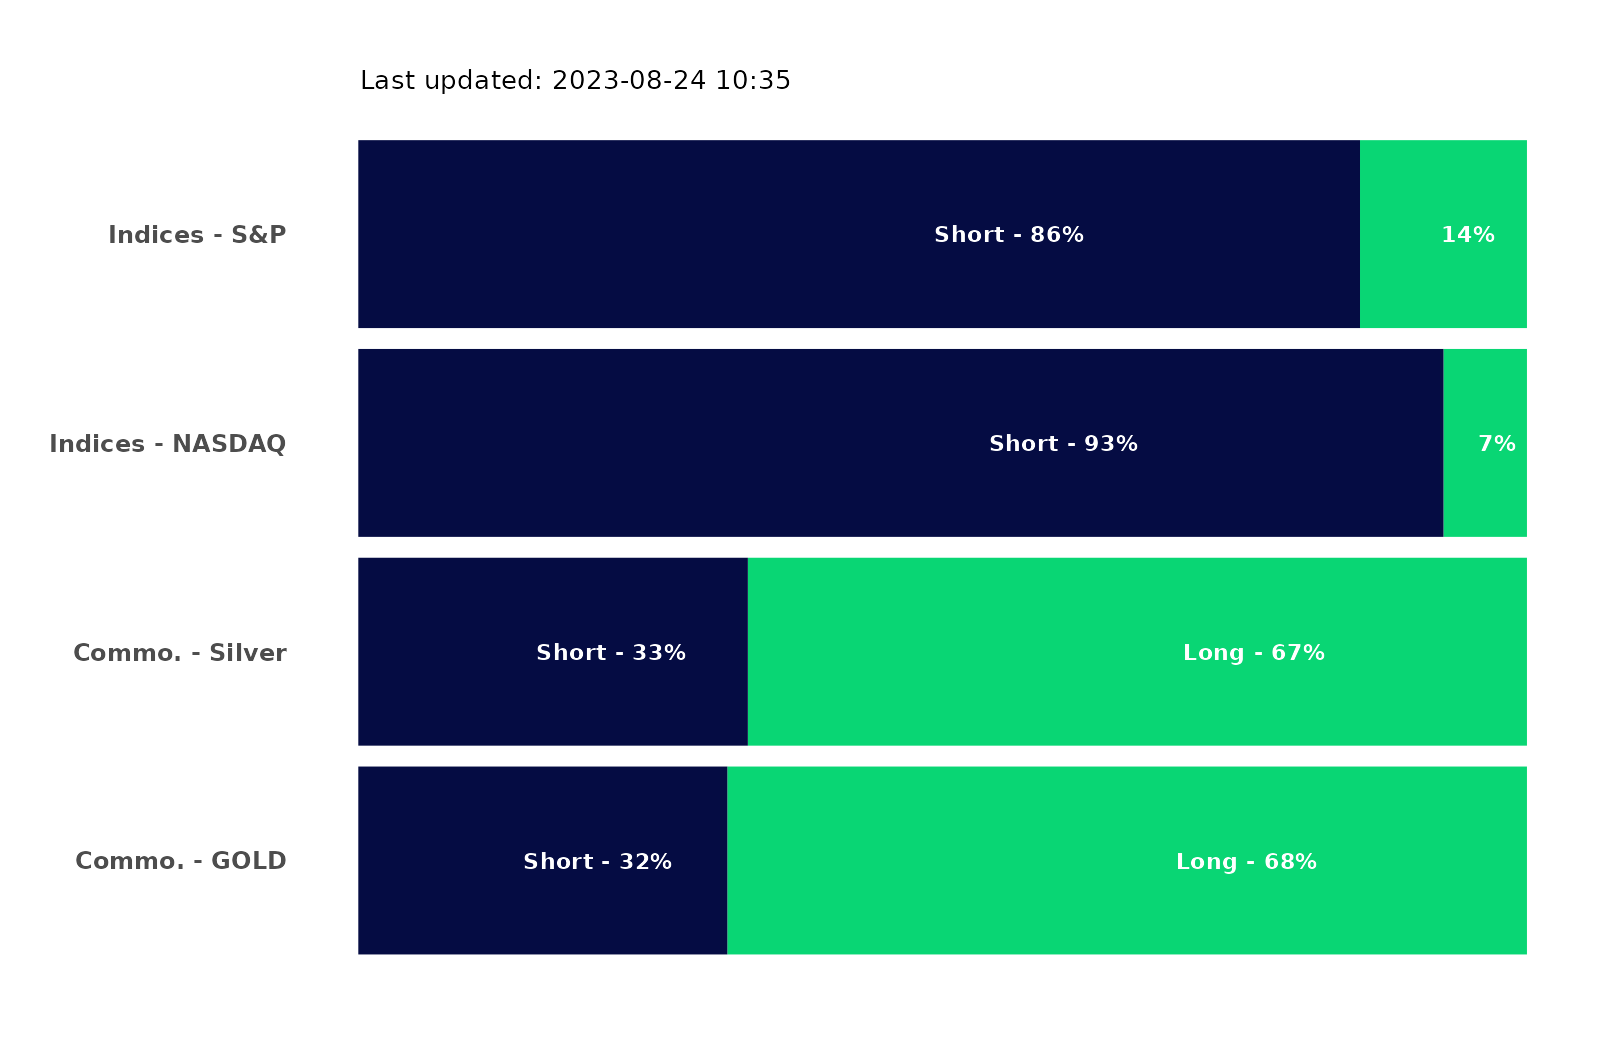 Last updated: 2023-08-24 10:35
Indices - S&P Short - 86% 14%
Indices - NASDAQ Short - 93% 7%
Commo. - Silver Short - 33% Long - 67%
Commo. - GOLD Short - 32% Long - 68%